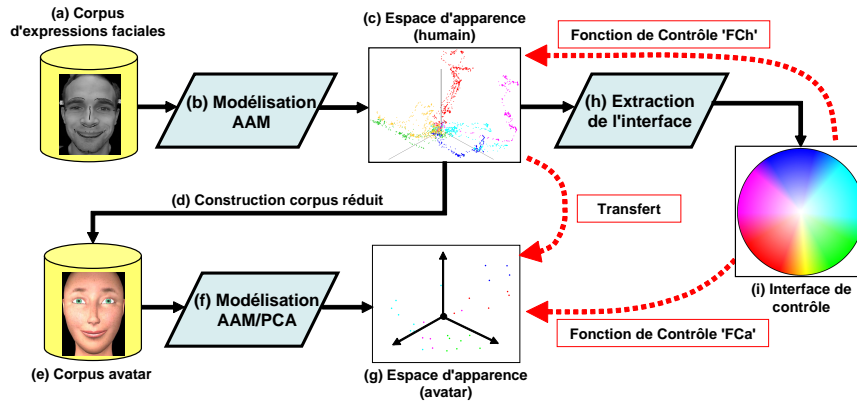 (a) Corpus
d'expressions faciales
(b) Modélisation
AAM
(c) Espace d'apparence
(humain)
Fonction de Contrôle 'FCh'
(h) Extraction
de l'interface
(d) Construction corpus réduit
Transfert
(i) Interface de
contrôle
(e) Corpus avatar
(f) Modélisation
AAM/PCA
(g) Espace d'apparence
(avatar)
Fonction de Contrôle 'FCa'